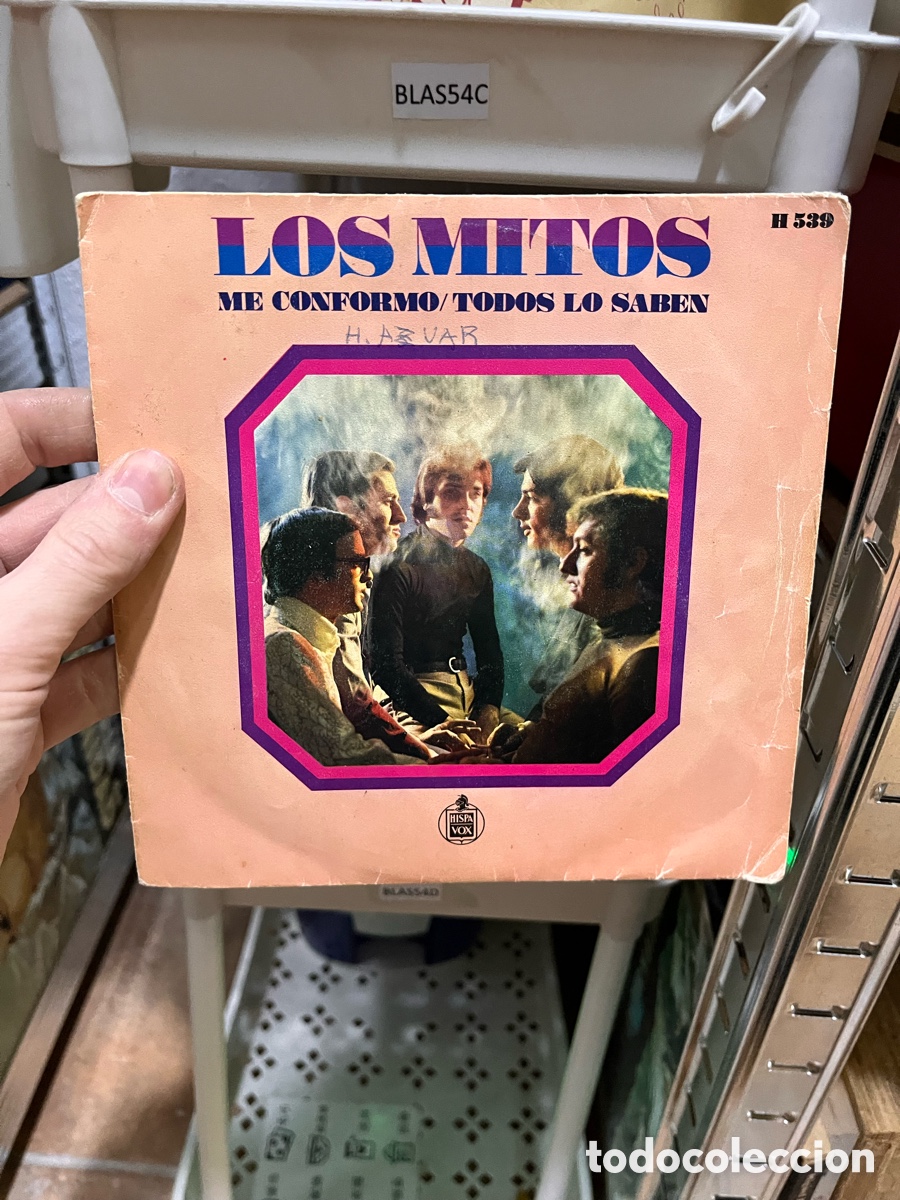 BLAS54C
LOS MITOS
H 539
ME CONFORMO/TODOS LO SABEN
HISPA
VOX
BLAS54D
todocoleccion